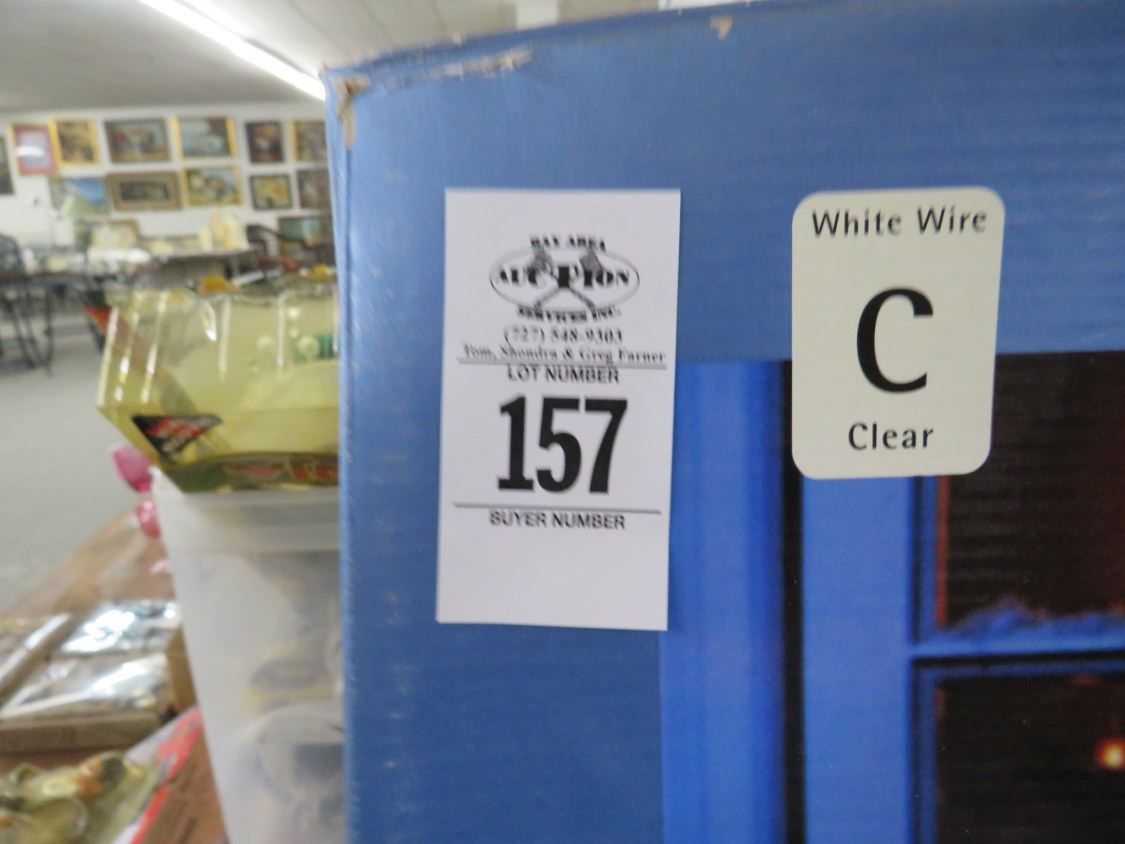 BAY AREA
AUCTION
SERVICES INC.
(727) 548-9303
Tom, Shondra & Greg Farner
LOT NUMBER
157
BUYER NUMBER
White Wire
C
Clear